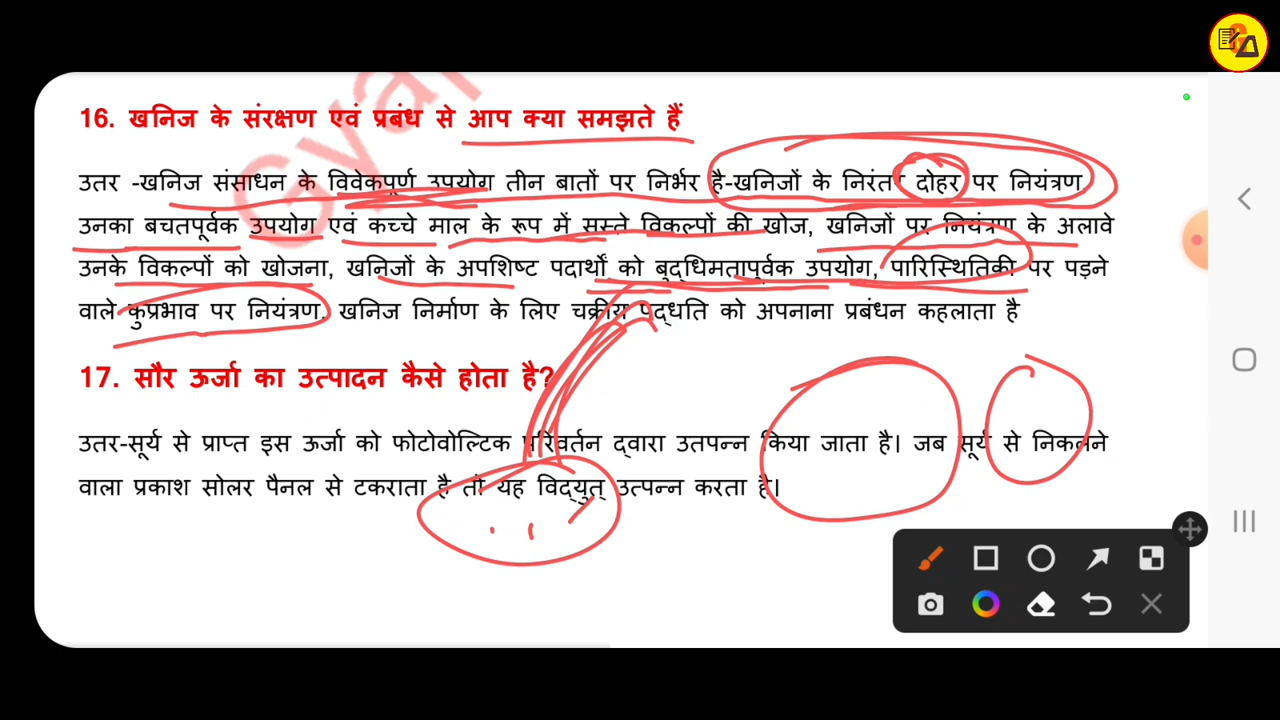 16. खनिज के संरक्षण एवं प्रबंध से आप क्या समझते हैं
उतर -खनिज संसाधन के विवेकपूर्ण उपयोग तीन बातों पर निर्भर है-खनिजों के निरंतर दोहर पर नियंत्रण
उनका बचतपूर्वक उपयोग एवं कच्चे माल के रूप में सस्ते विकल्पों की खोज, खनिजों पर नियंत्रण के अलावे
उनके विकल्पों को खोजना, खनिजों के अपशिष्ट पदार्थों को बुद्धिमतापूर्वक उपयोग, पारिस्थितिकी पर पड़ने
वाले कुप्रभाव पर नियंत्रण, खनिज निर्माण के लिए चक्रीय पद्धति को अपनाना प्रबंधन कहलाता है
17. सौर ऊर्जा का उत्पादन कैसे होता है?
उतर-सूर्य से प्राप्त इस ऊर्जा को फोटोवोल्टिक परिवर्तन द्वारा उतपन्न किया जाता है। जब सूर्य से निकलने
वाला प्रकाश सोलर पैनल से टकराता है तो यह विद्युत् उत्पन्न करता है।